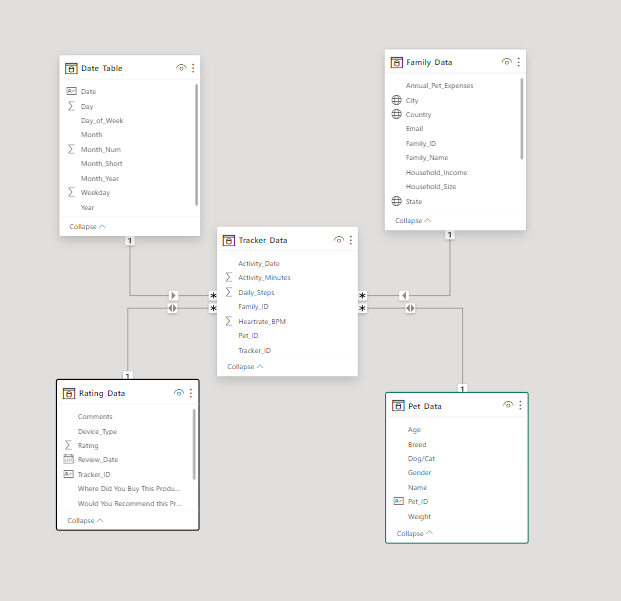 Date_Table
Date
Day
Day_of_Week
Month
Month_Num
Month_Short
Month_Year
Weekday
Year
Collapse
1
Family_Data
Annual_Pet_Expenses
City
Country
Email
Family_ID
Family_Name
Household_Income
Household_Size
State
Collapse
1
Tracker_Data
Activity_Date
Activity_Minutes
Daily_Steps
Family_ID
Heartrate_BPM
Pet_ID
Tracker_ID
Collapse
*
*
*
*
1
Rating_Data
Comments
Device_Type
Rating
Review_Date
Tracker_ID
Where Did You Buy This Produ...
Would You Recommend this Pr...
Collapse
1
Pet_Data
Age
Breed
Dog/Cat
Gender
Name
Pet_ID
Weight
Collapse